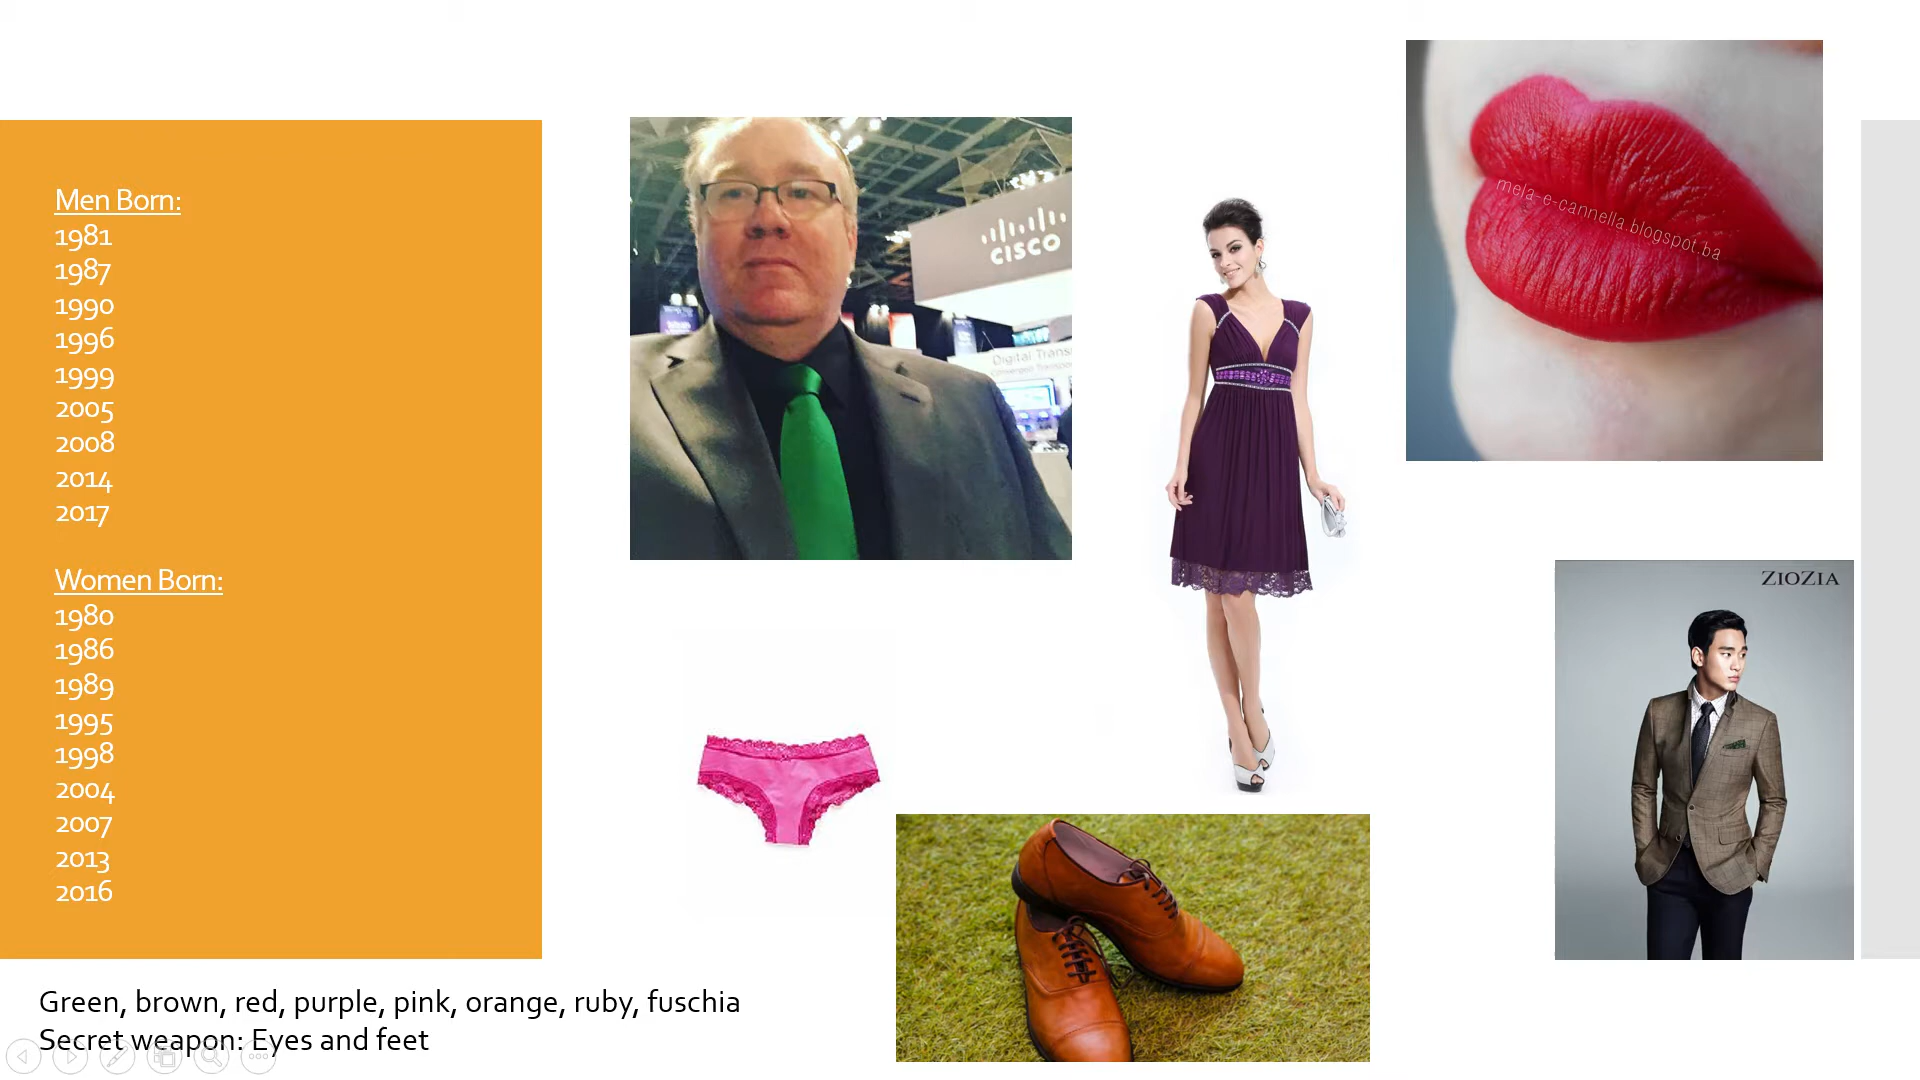 Men Born:
1981
1987
1990
1996
1999
2005
2008
2014
2017
Women Born:
1980
1986
1989
1995
1998
2004
2007
2013
2016
Green, brown, red, purple, pink, orange, ruby, fuschia
Secret weapon: Eyes and feet
CISCO
Digital Trans
mela-e-cannella.blogspot.ba
ZIOZIA